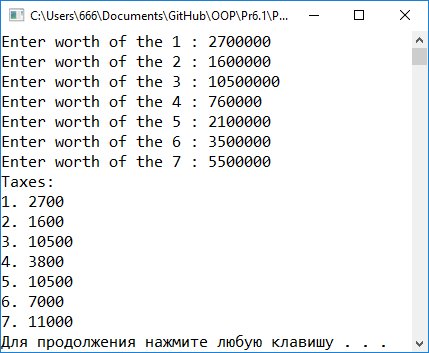 C:\Users\666\Documents\GitHub\OOP\Pr6.1\P...
Enter worth of the 1 : 2700000
Enter worth of the 2 : 1600000
Enter worth of the 3 : 10500000
Enter worth of the 4 : 760000
Enter worth of the 5 : 2100000
Enter worth of the 6 : 3500000
Enter worth of the 7 : 5500000
Taxes:
1. 2700
2. 1600
3. 10500
4. 3800
5. 10500
6. 7000
7. 11000
Для продолжения нажмите любую клавишу . . .